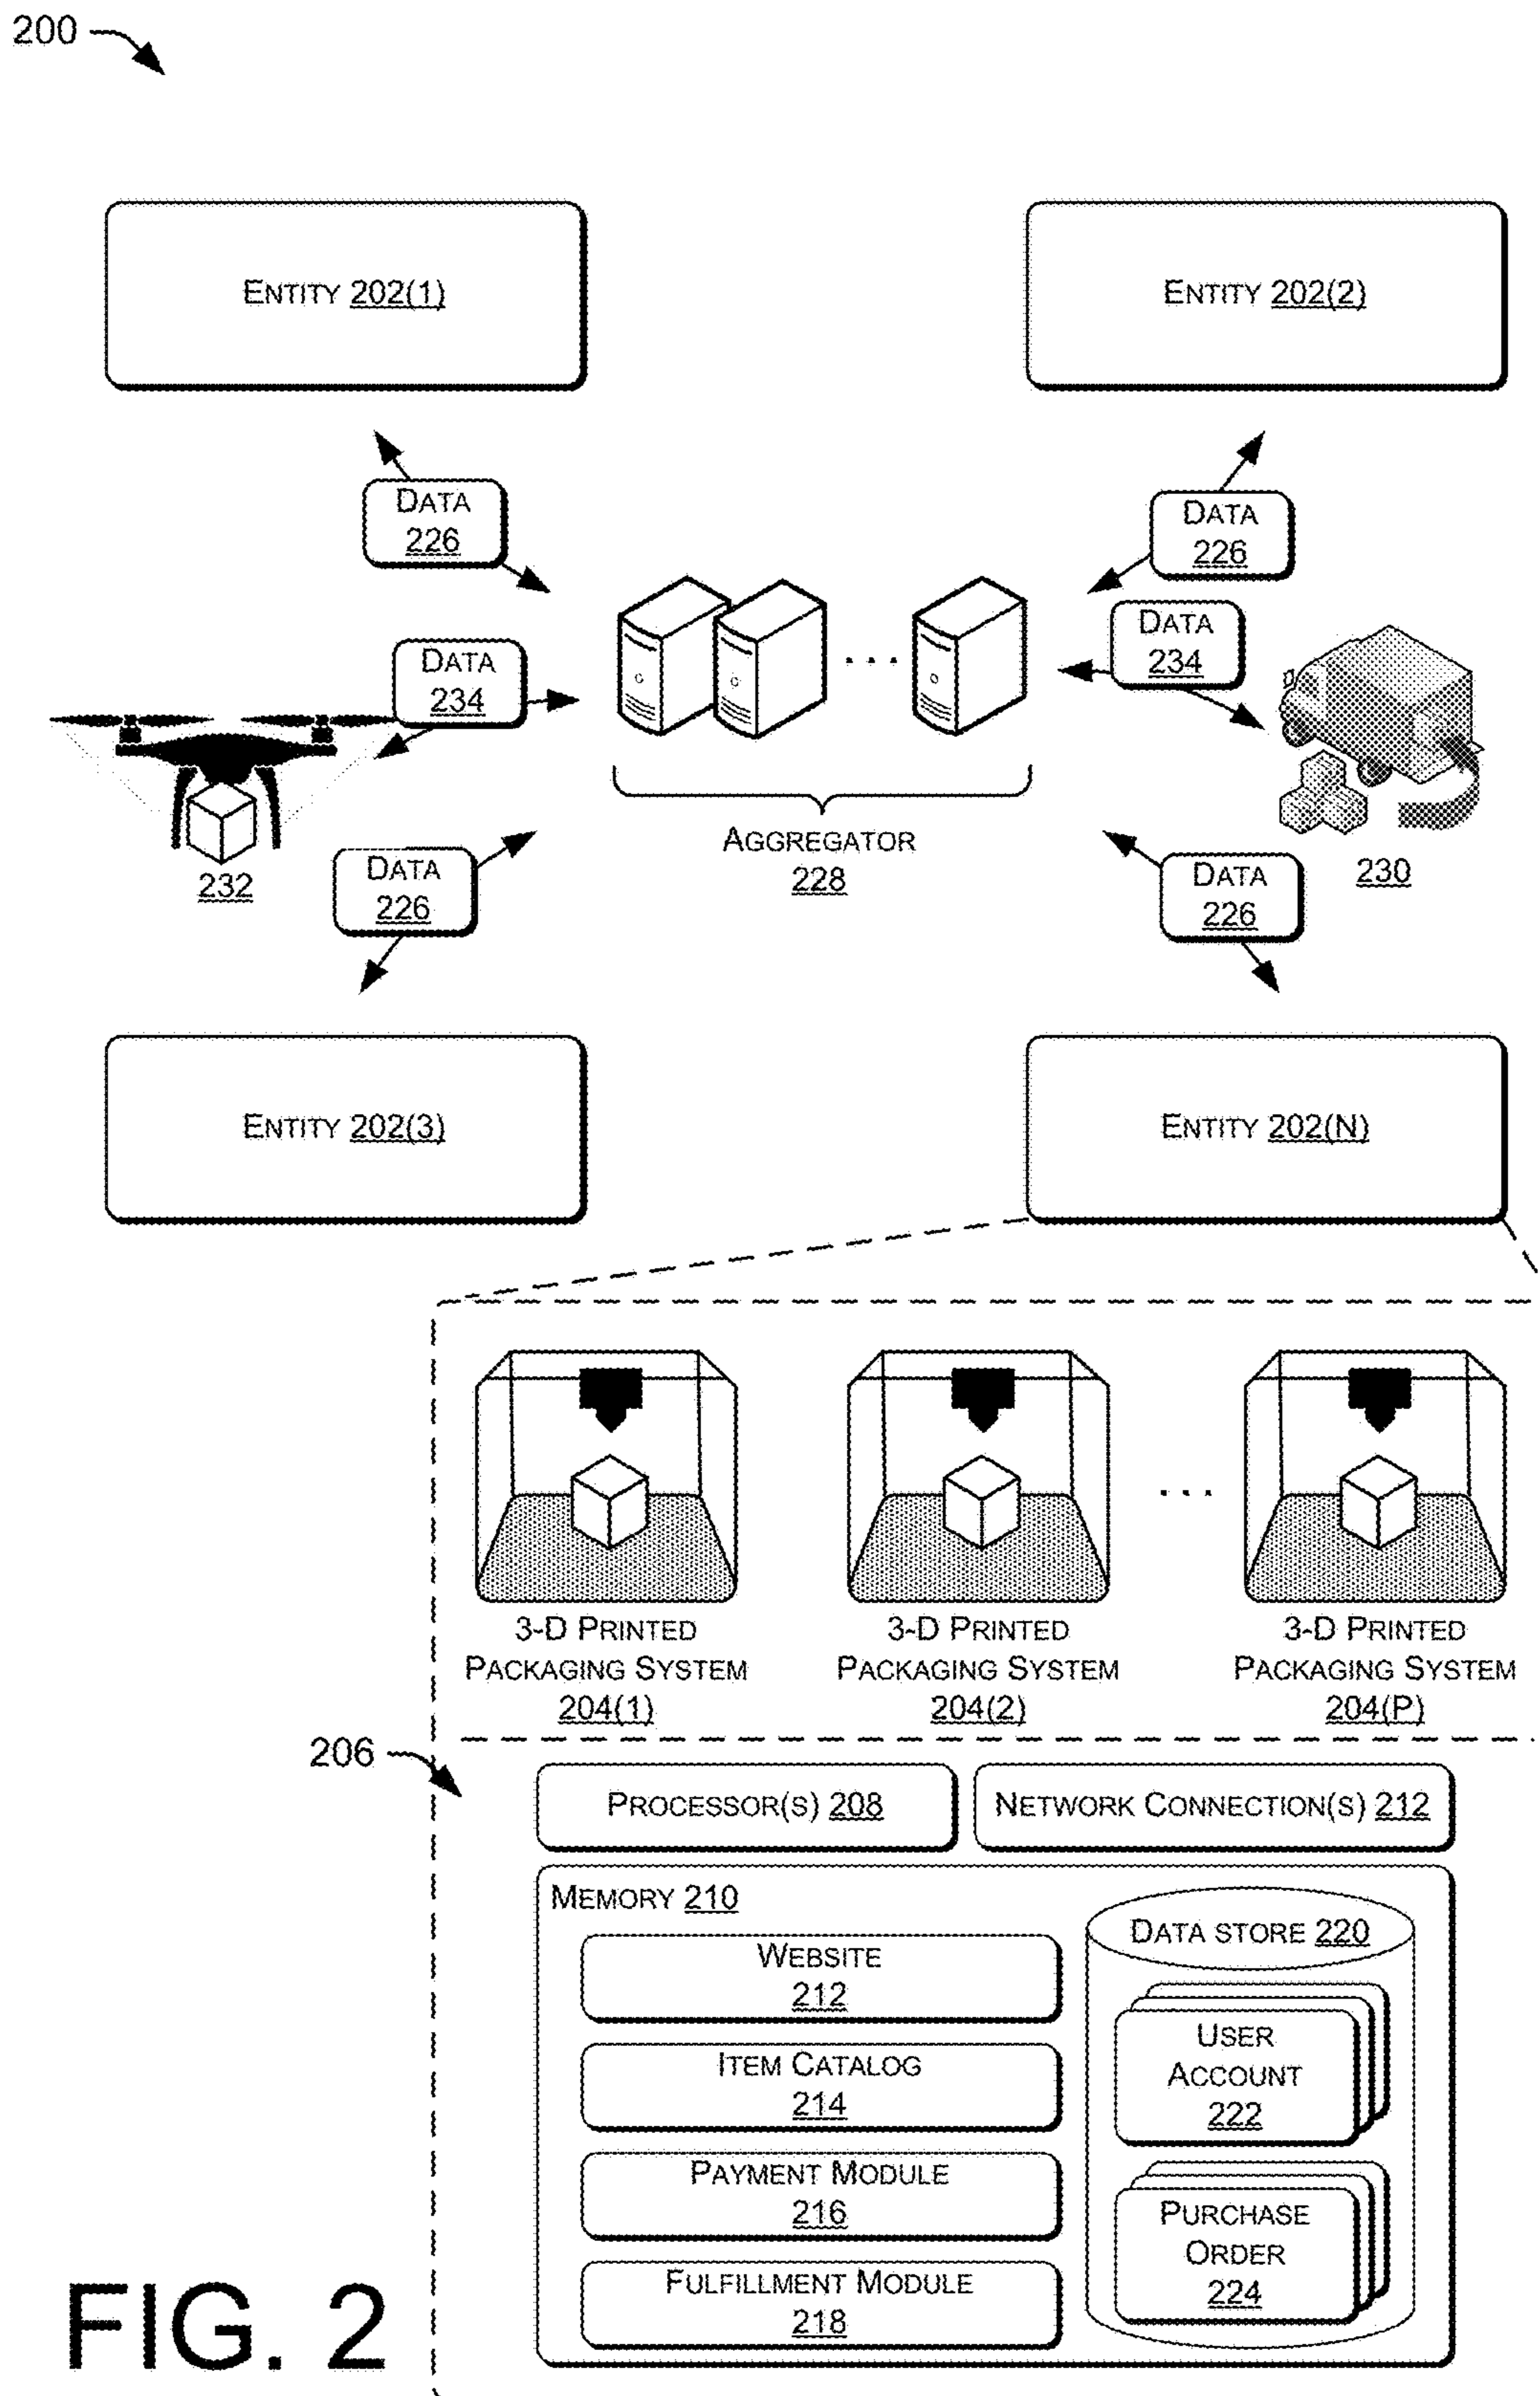 200
ENTITY 202(1)
ENTITY 202(2)
DATA
226
DATA
226
DATA
234
DATA
234
AGGREGATOR
228
232
230
DATA
226
DATA
226
ENTITY 202(3)
ENTITY 202(N)
. . .
3-D PRINTED
PACKAGING SYSTEM
204(1)
3-D PRINTED
PACKAGING SYSTEM
204(2)
3-D PRINTED
PACKAGING SYSTEM
204(P)
206
PROCESSOR(S) 208
NETWORK CONNECTION(S) 212
MEMORY 210
WEBSITE
212
ITEM CATALOG
214
PAYMENT MODULE
216
FULFILLMENT MODULE
218
DATA STORE 220
USER
ACCOUNT
222
PURCHASE
ORDER
224
FIG. 2